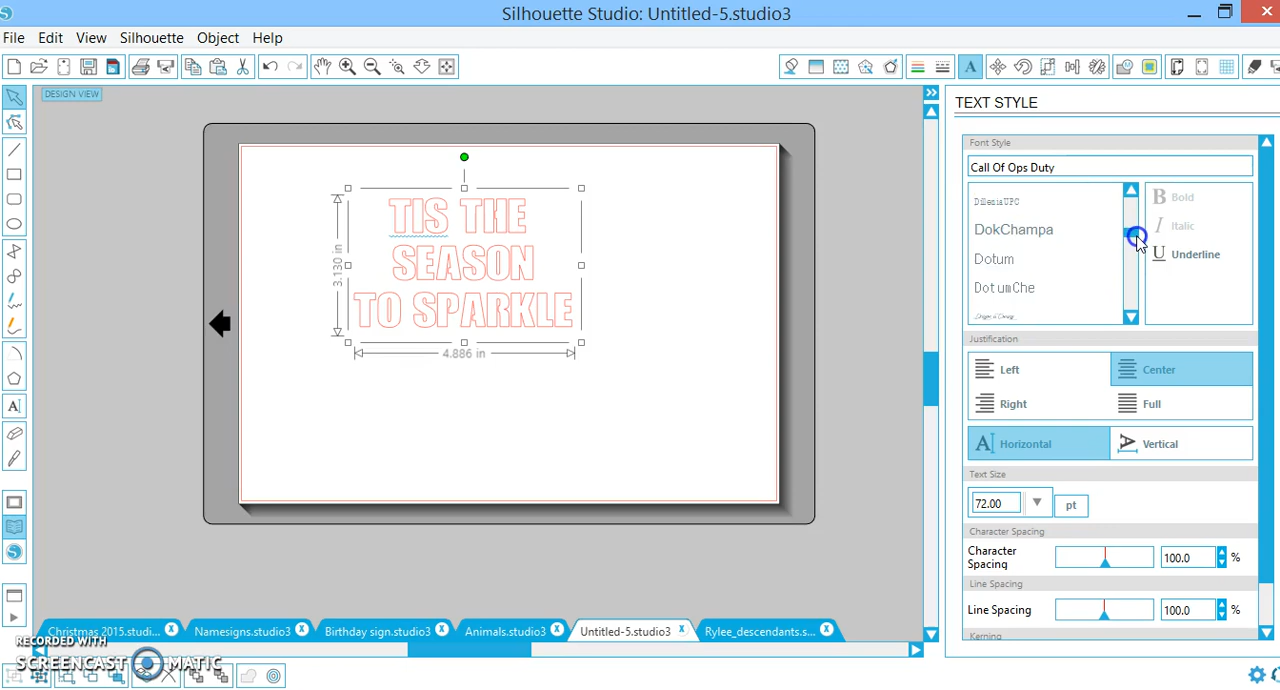 Silhouette Studio: Untitled-5.studio3
File Edit View Silhouette Object Help
DESIGN VIEW
TEXT STYLE
Font Style
Call Of Ops Duty
DilleniaUPC
DokChampa
Dotum
DotumChe
B Bold
I Italic
U Underline
TIS THE
SEASON
TO SPARKLE
3.130 in
4.886 in
Justification
Left Center
Right Full
Horizontal Vertical
Text Size
72.00 pt
Character Spacing
Character
Spacing 100.0 %
Line Spacing
Line Spacing 100.0 %
Kerning
Christmas 2015.studi... Namesigns.studio3 Birthday sign.studio3 Animals.studio3 Untitled-5.studio3 Rylee_descendants.s...
RECORDED WITH
SCREENCAST MATIC